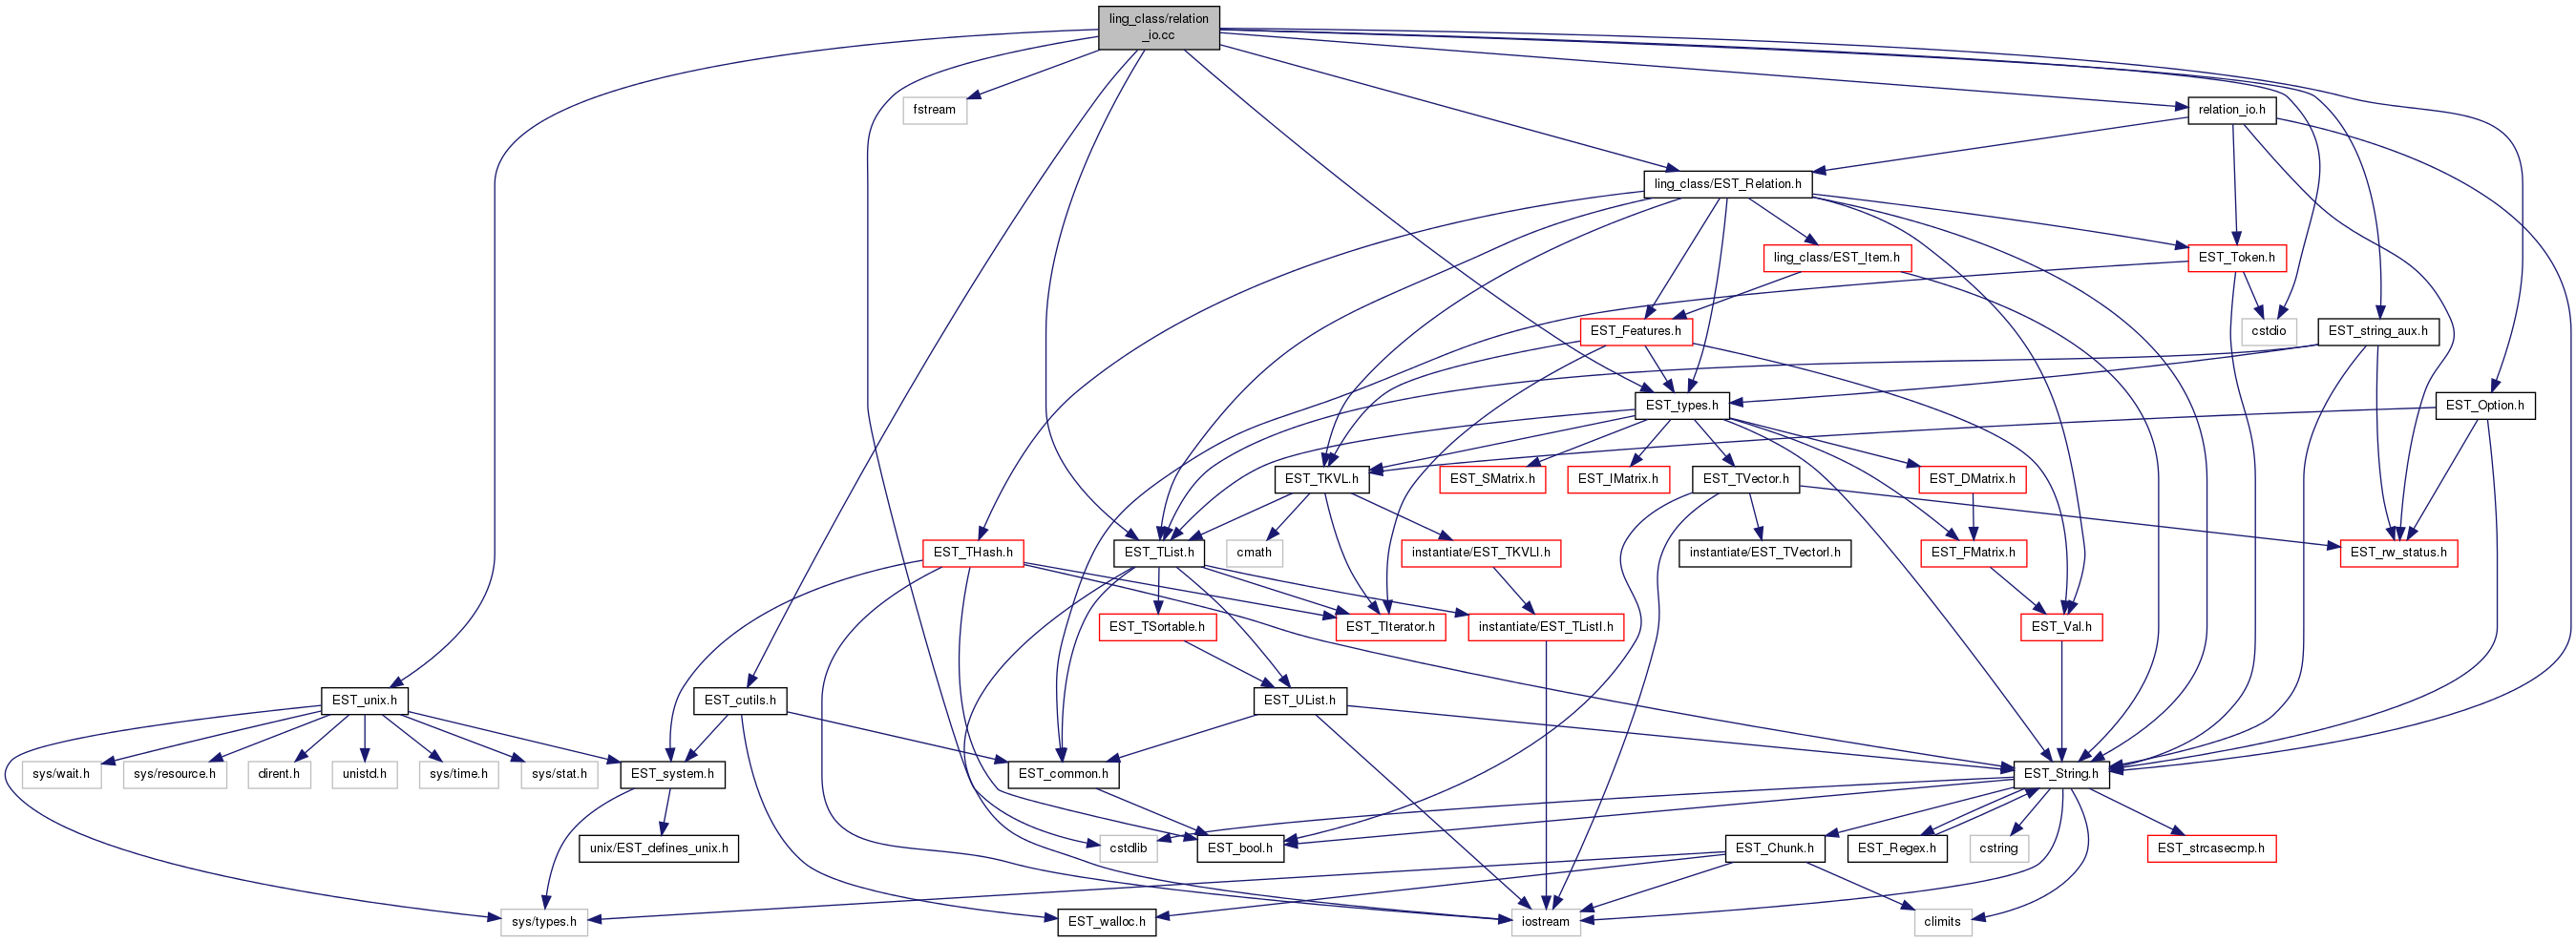 ling_class/relation
_io.cc
fstream
relation_io.h
ling_class/EST_Relation.h
ling_class/EST_Item.h
EST_Token.h
EST_Features.h
cstdio
EST_string_aux.h
EST_types.h
EST_Option.h
EST_TKVL.h
EST_SMatrix.h
EST_IMatrix.h
EST_TVector.h
EST_DMatrix.h
EST_THash.h
EST_TList.h
cmath
instantiate/EST_TKVLI.h
instantiate/EST_TVectorI.h
EST_FMatrix.h
EST_rw_status.h
EST_TSortable.h
EST_TIterator.h
instantiate/EST_TListI.h
EST_Val.h
EST_unix.h
EST_cutils.h
EST_UList.h
sys/wait.h
sys/resource.h
dirent.h
unistd.h
sys/time.h
sys/stat.h
EST_system.h
EST_common.h
EST_String.h
unix/EST_defines_unix.h
cstdlib
EST_bool.h
EST_Chunk.h
EST_Regex.h
cstring
EST_strcasecmp.h
sys/types.h
EST_walloc.h
iostream
climits